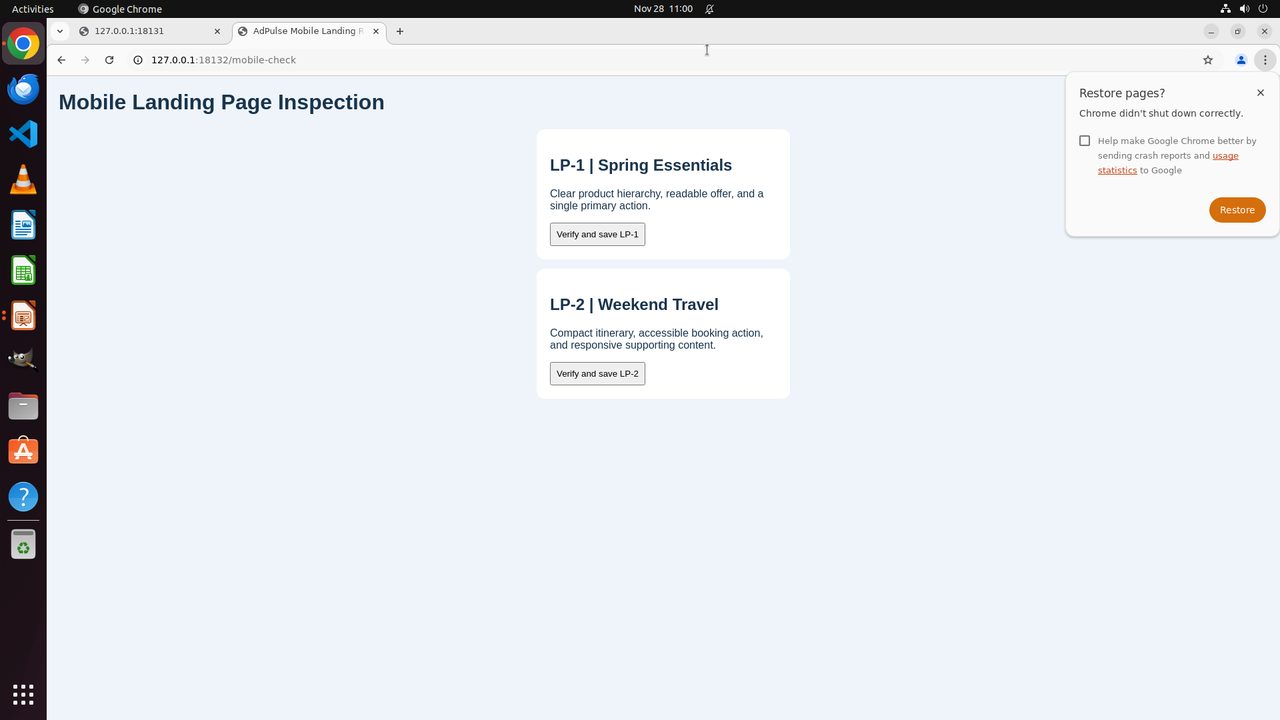 Activities
Google Chrome
Nov 28 11:00
127.0.0.1:18131
AdPulse Mobile Landing
127.0.0.1:18132/mobile-check
Restore pages?
Chrome didn't shut down correctly.
Help make Google Chrome better by
sending crash reports and usage
statistics to Google
Restore
Mobile Landing Page Inspection
LP-1 | Spring Essentials
Clear product hierarchy, readable offer, and a
single primary action.
Verify and save LP-1
LP-2 | Weekend Travel
Compact itinerary, accessible booking action,
and responsive supporting content.
Verify and save LP-2